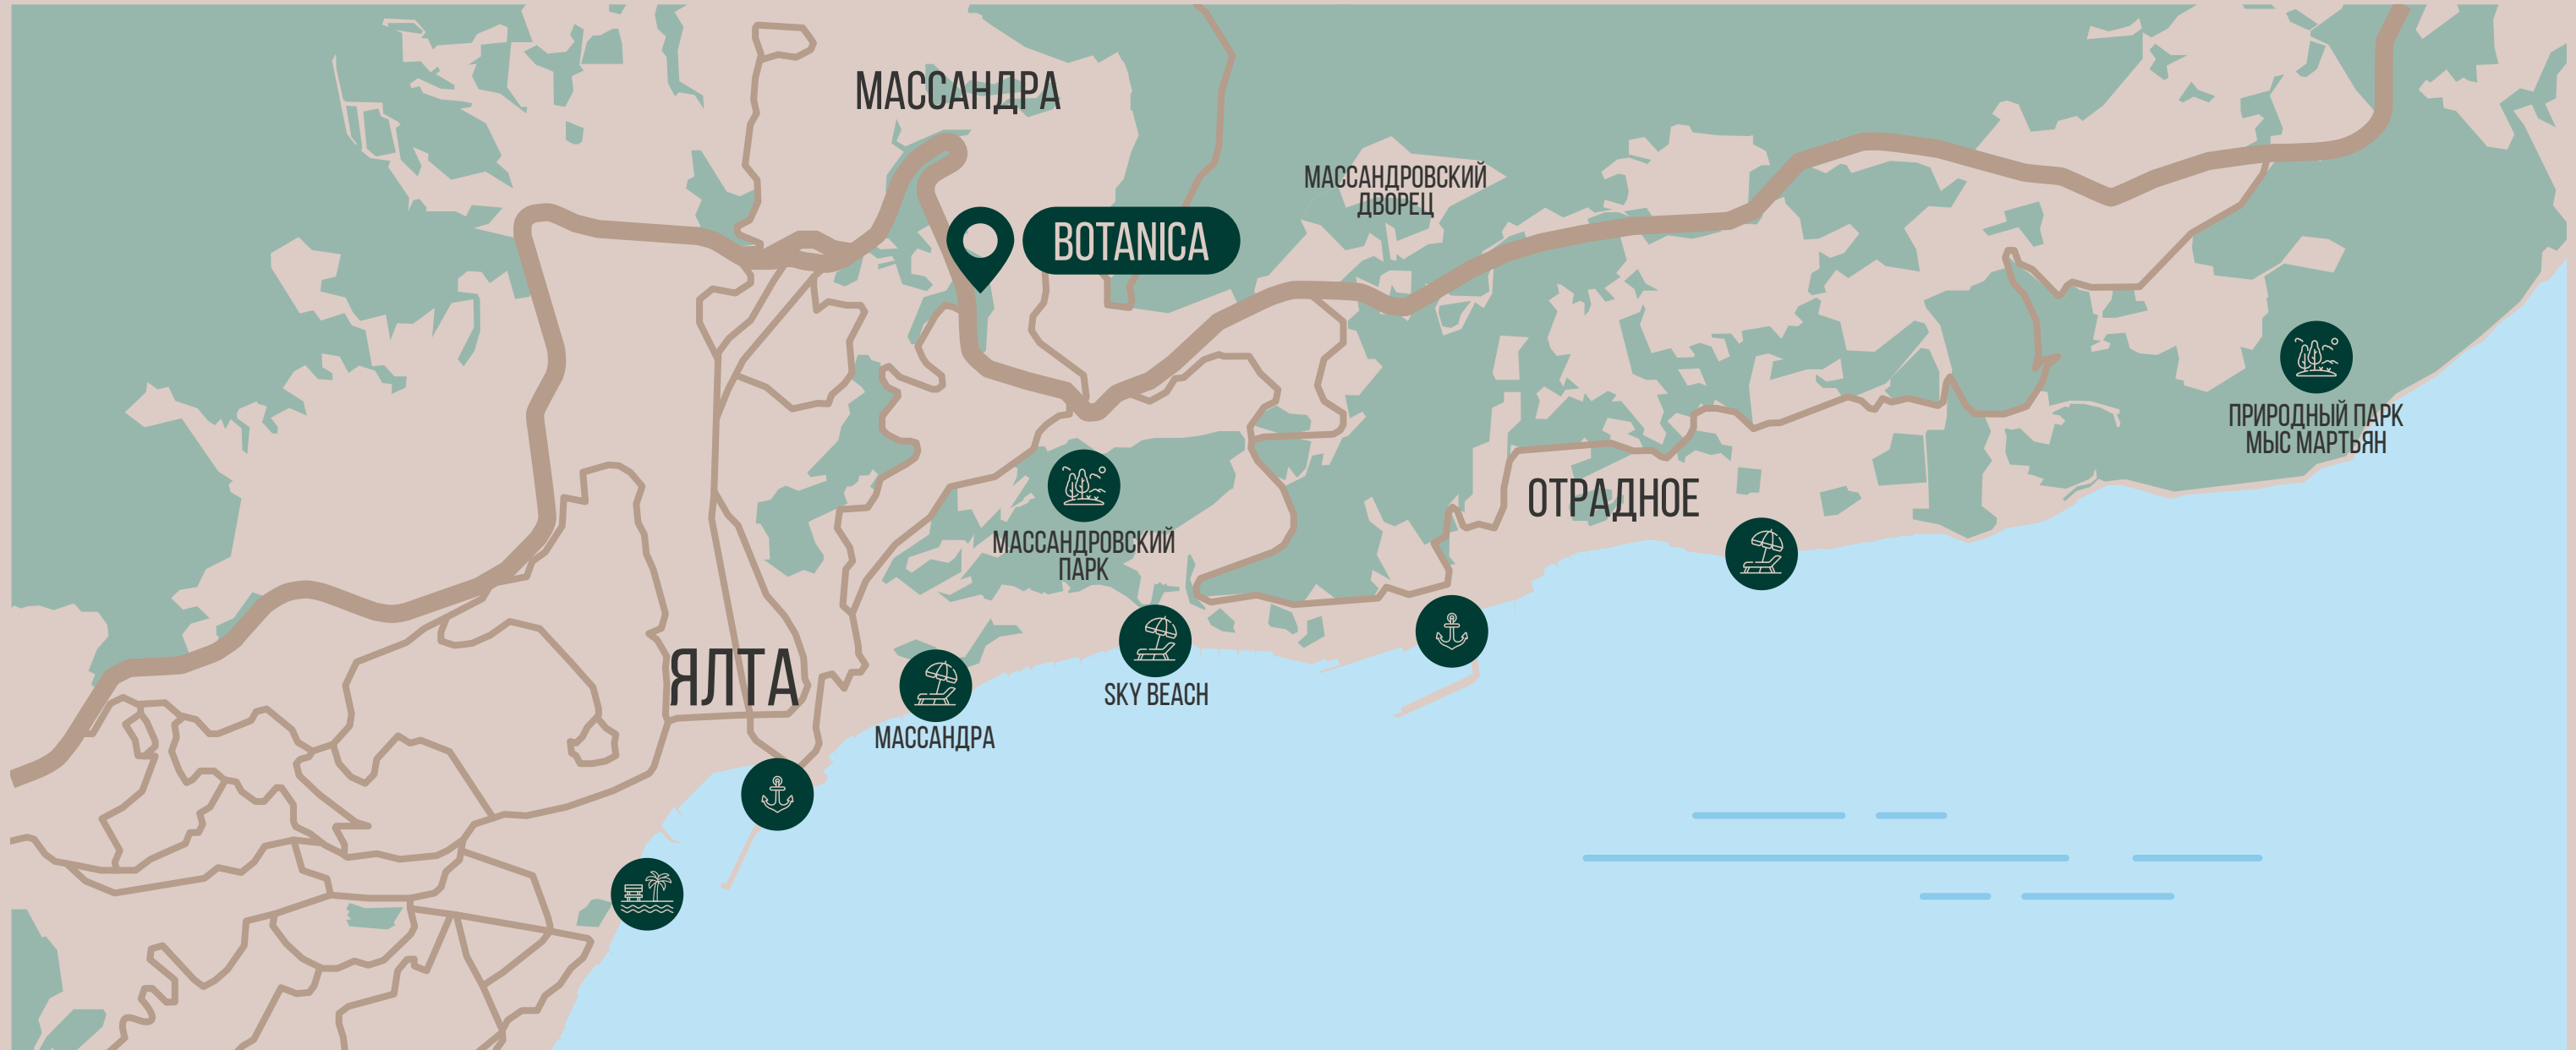 МАССАНДРА
МАССАНДРОВСКИЙ
ДВОРЕЦ
BOTANICA
ПРИРОДНЫЙ ПАРК
МЫС МАРТЬЯН
ОТРАДНОЕ
МАССАНДРОВСКИЙ
ПАРК
ЯЛТА
SKY BEACH
МАССАНДРА